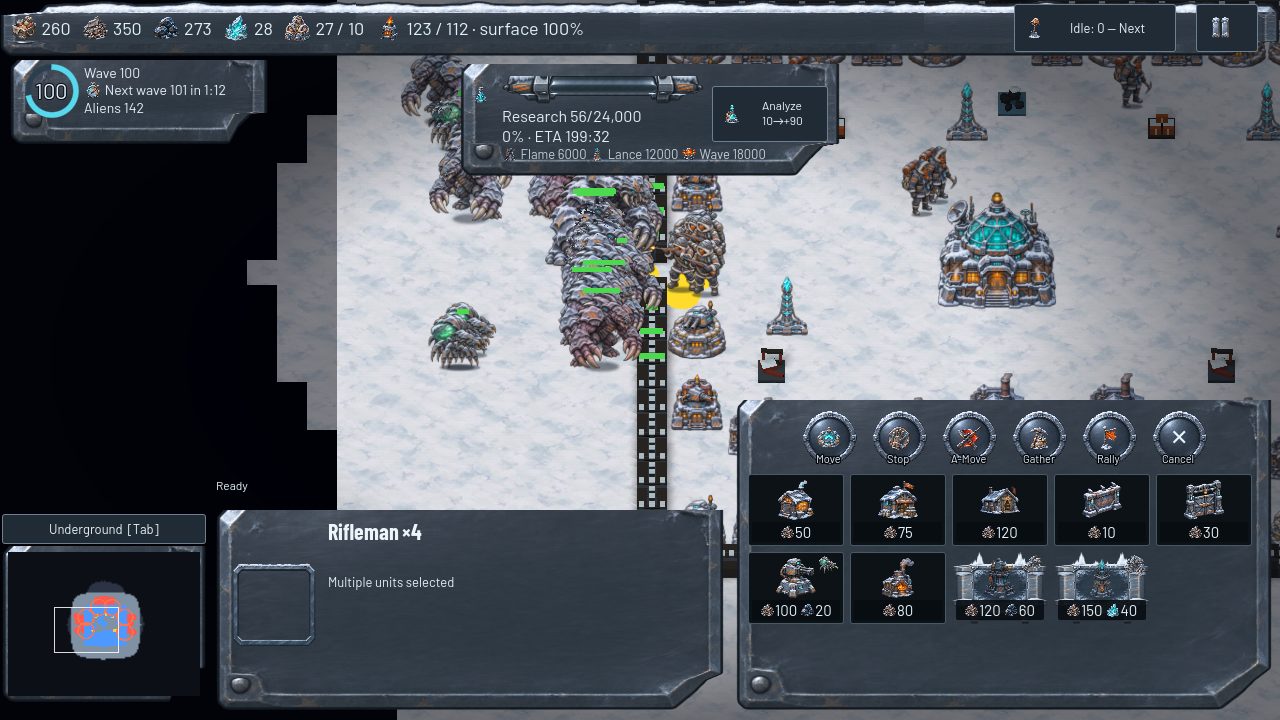 260 350 273 28 27 / 10 123 / 112 · surface 100%
Idle: 0 – Next
100
Wave 100
Next wave 101 in 1:12
Aliens 142
Research 56/24,000
0% · ETA 199:32
Flame 6000 Lance 12000 Wave 18000
Analyze
10→+90
Ready
Underground [Tab]
Rifleman ×4
Multiple units selected
Move Stop A-Move Gather Rally Cancel
50 75 120 10 30
100 20 80 120 60 150 40